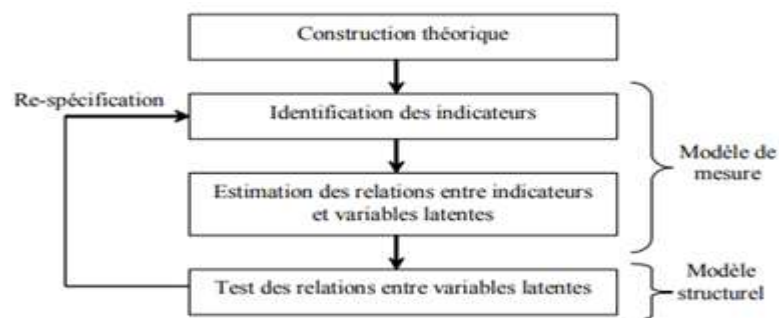 Construction théorique
Re-spécification
Identification des indicateurs
Modèle de
mesure
Estimation des relations entre indicateurs
et variables latentes
Test des relations entre variables latentes
Modèle
structurel